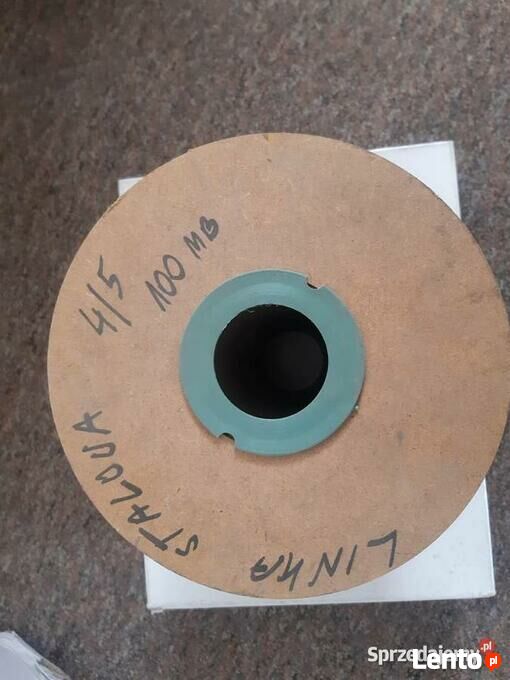 4/5
100 MB
LINKA
STALOWA
Sprzedajemy.pl
Lento.pl